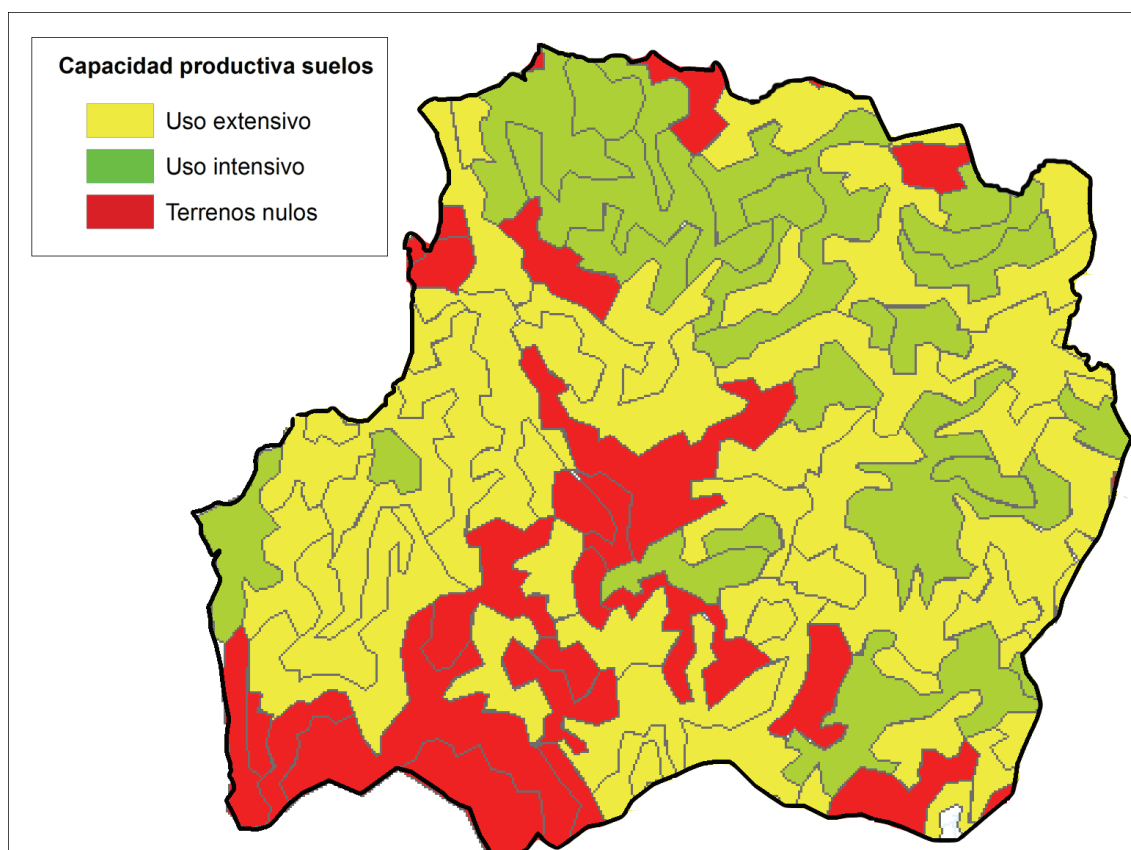 Capacidad productiva suelos
Uso extensivo
Uso intensivo
Terrenos nulos